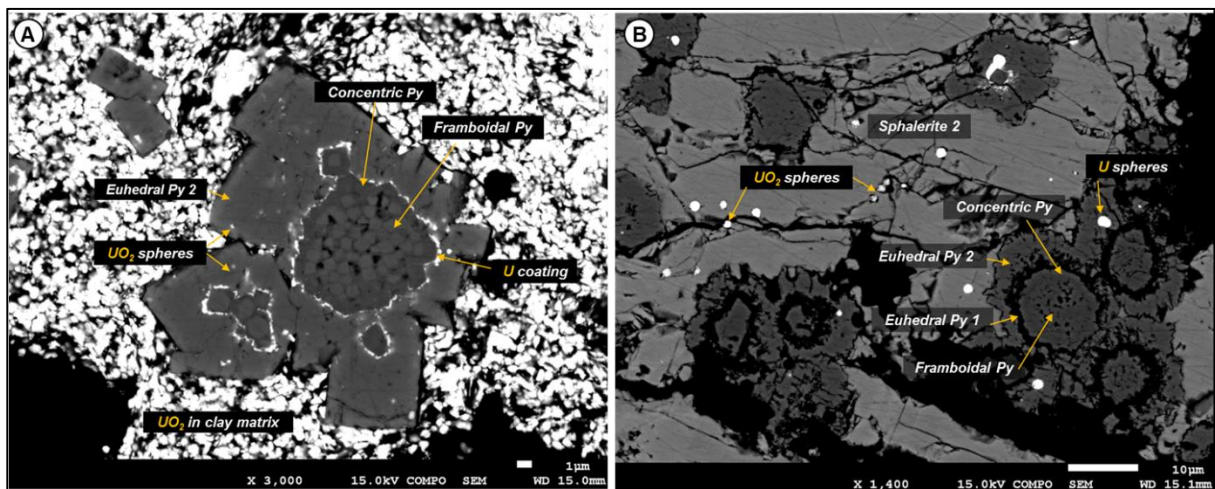 A
Concentric Py
Framboidal Py
Euhedral Py 2
UO2 spheres
U coating
UO2 in clay matrix
1μm
X 3,000 15.0kV COMPO SEM WD 15.0mm
B
Sphalerite 2
UO2 spheres
U spheres
Concentric Py
Euhedral Py 2
Euhedral Py 1
Framboidal Py
10μm
X 1,400 15.0kV COMPO SEM WD 15.1mm